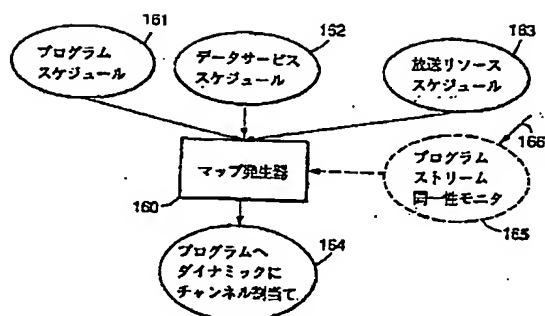 161
プログラム
スケジュール
162
データサービス
スケジュール
163
放送リソース
スケジュール
マップ発生器
160
166
プログラム
ストリーム
同一性モニタ
165
プログラムへ
ダイナミックに
チャンネル割当て
164